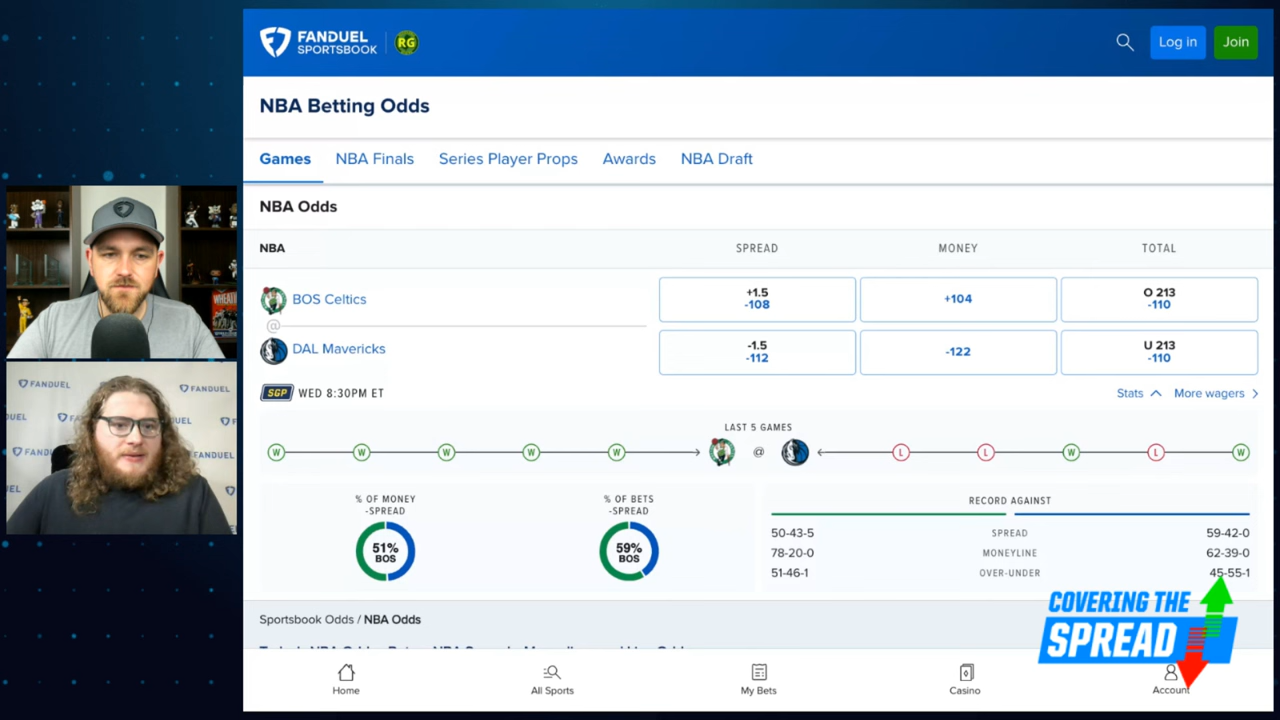 FANDUEL
SPORTSBOOK
RG
Log in
Join
NBA Betting Odds
Games NBA Finals Series Player Props Awards NBA Draft
NBA Odds
NBA SPREAD MONEY TOTAL
BOS Celtics +1.5 -108 +104 O 213 -110
@
DAL Mavericks -1.5 -112 -122 U 213 -110
SGP WED 8:30PM ET Stats More wagers
LAST 5 GAMES
W W W W W @ L L W L W
% OF MONEY
-SPREAD
51%
BOS
% OF BETS
-SPREAD
59%
BOS
RECORD AGAINST
50-43-5 SPREAD 59-42-0
78-20-0 MONEYLINE 62-39-0
51-46-1 OVER-UNDER 45-55-1
Sportsbook Odds / NBA Odds
Home All Sports My Bets Casino Account
COVERING THE
SPREAD
FANDUEL
FANDUEL